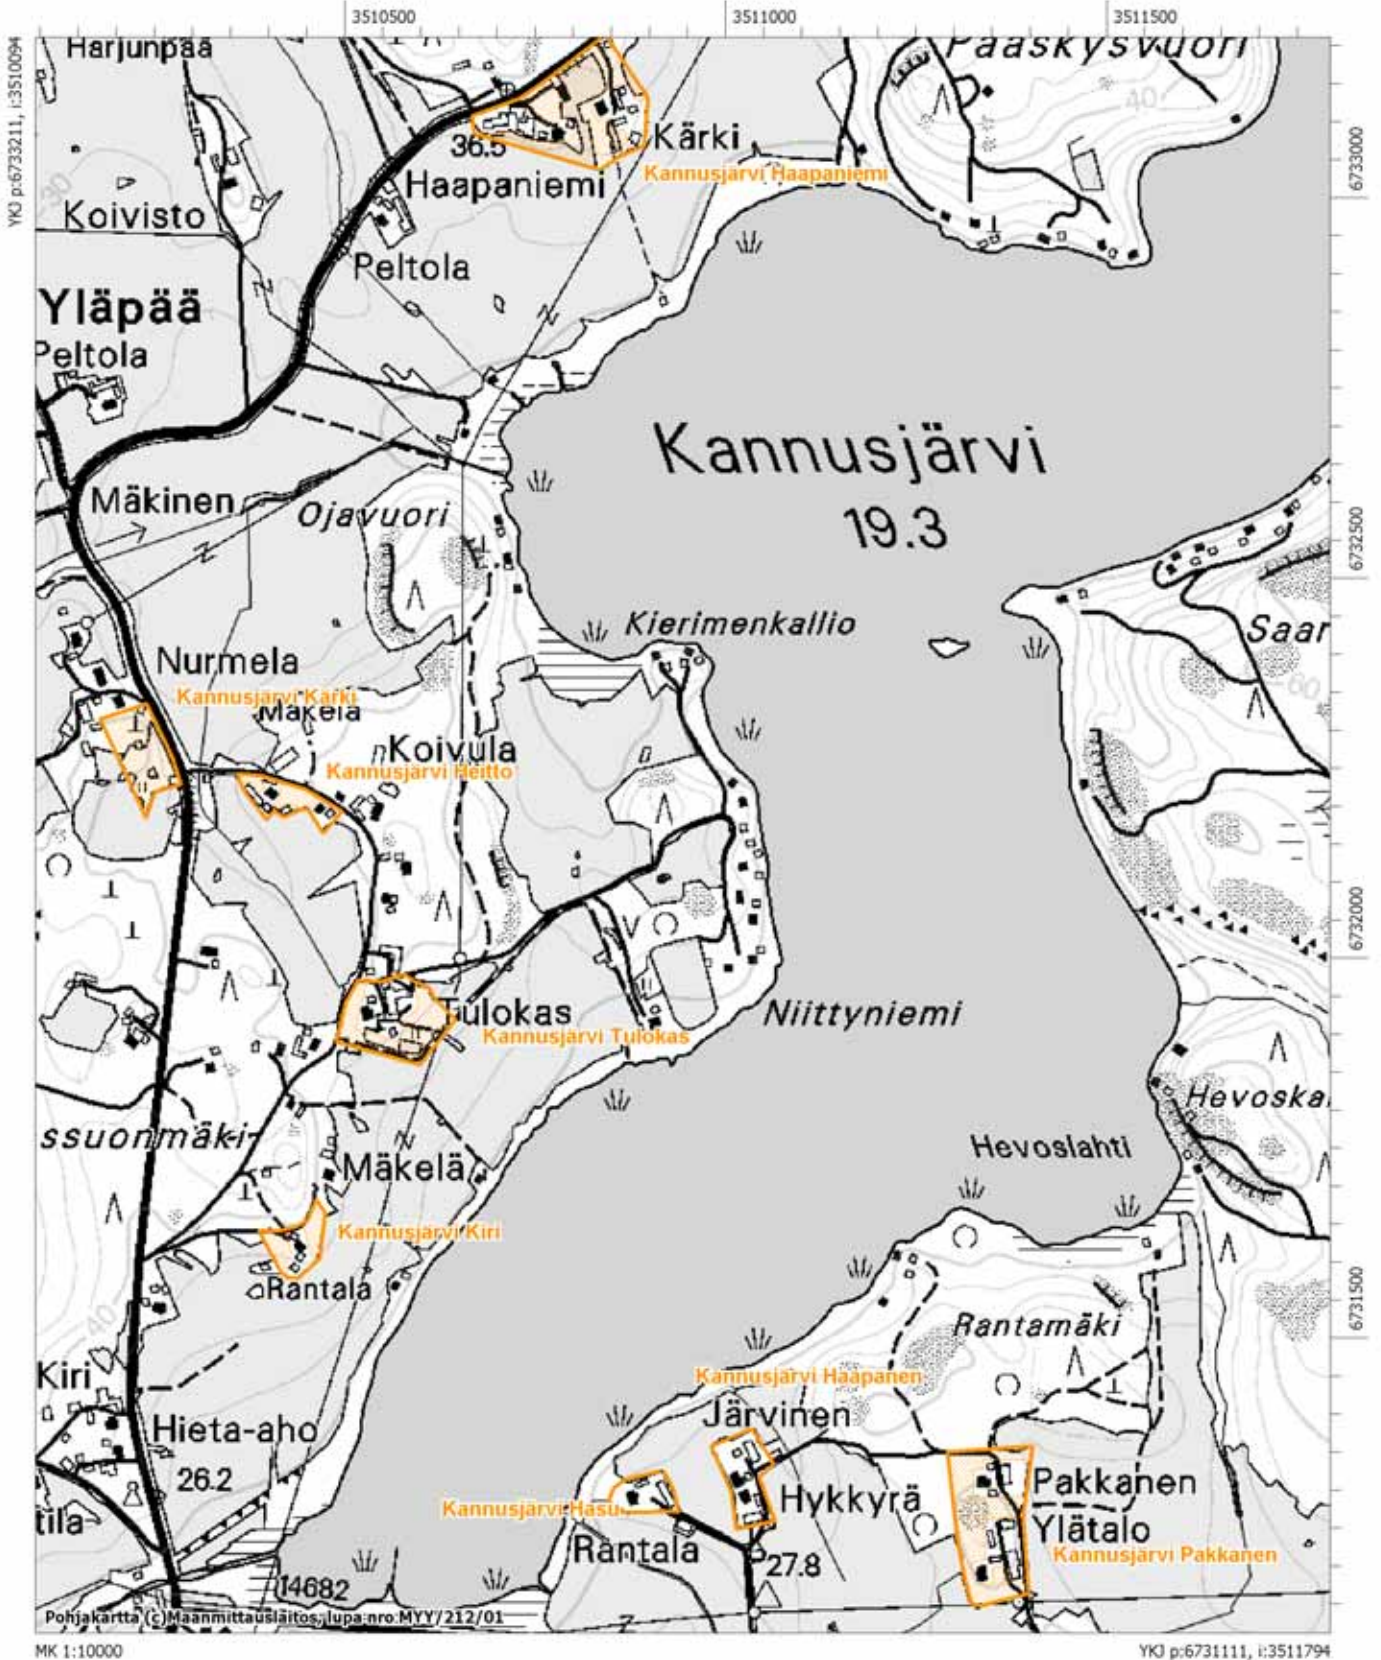 3510500
3511000
3511500
YKJ p:6733211, i:3510094
Harjunpää
Pääskysvuori
40
36.5
Kärki
6733000
Kannusjärvi Haapaniemi
Haapaniemi
30
Koivisto
Peltola
Yläpää
Peltola
Kannusjärvi
19.3
Mäkinen
Ojavuori
6732500
Kierimenkallio
Saar
Nurmela
60
Kannusjärvi Kärki
Mäkelä
Koivula
Kannusjärvi Heitto
6732000
Tulokas
Niittyniemi
Kannusjärvi Tulokas
Hevoska
ssuonmäki
Hevoslahti
Mäkelä
Kannusjärvi Kiri
Rantala
40
Rantamäki
6731500
Kiri
Kannusjärvi Haapanen
Järvinen
Hieta-aho
26.2
Pakkanen
Hykkyrä
Kannusjärvi Hasu
tila
Ylätalo
Rantala
Kannusjärvi Pakkanen
27.8
14682
Pohjakartta (c)Maanmittauslaitos, lupa nro MYY/212/01
MK 1:10000
YKJ p:6731111, i:3511794